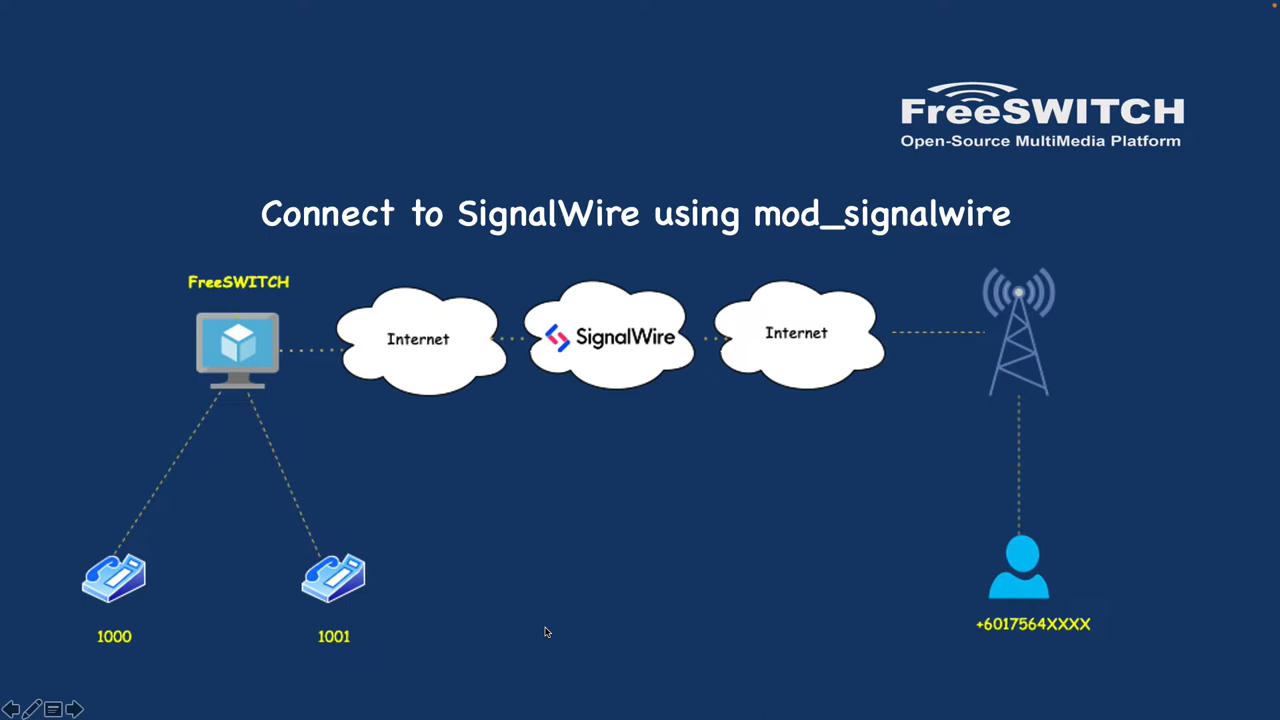 FreeSWITCH
Open-Source MultiMedia Platform
Connect to SignalWire using mod_signalwire
FreeSWITCH
Internet
SignalWire
Internet
1000
1001
+6017564XXXX